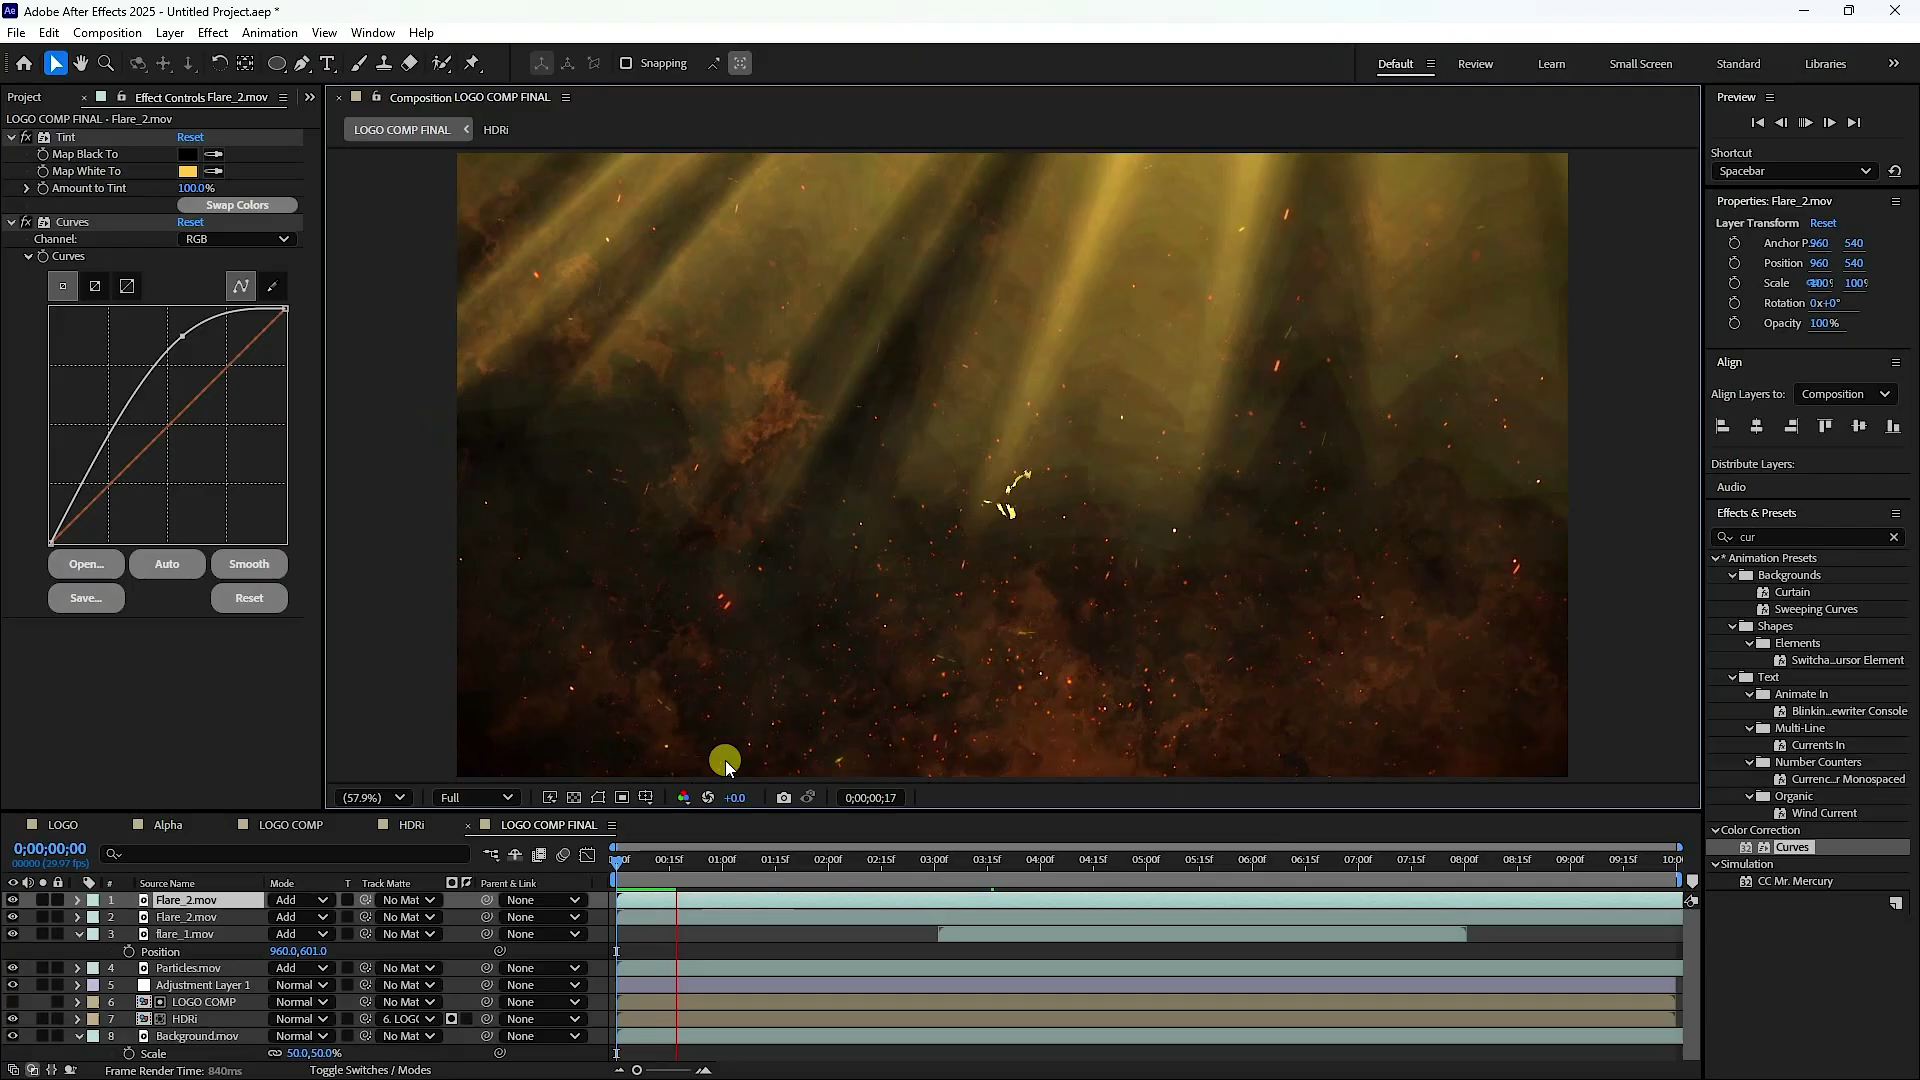 Adobe After Effects 2025 - Untitled Project.aep *
File Edit Composition Layer Effect Animation View Window Help
Snapping
Default Review Learn Small Screen Standard Libraries
Project
Effect Controls Flare_2.mov
LOGO COMP FINAL - Flare_2.mov
fx Tint Reset
Map Black To
Map White To
Amount to Tint 100.0%
Swap Colors
fx Curves Reset
Channel: RGB
Curves
Open... Auto Smooth
Save... Reset
Composition LOGO COMP FINAL
LOGO COMP FINAL HDRi
(57.9%) Full +0.0 0;00;00;17
Preview
Shortcut
Spacebar
Properties: Flare_2.mov
Layer Transform Reset
Anchor P... 960 540
Position 960 540
Scale 100% 100%
Rotation 0x+0°
Opacity 100%
Align
Align Layers to: Composition
Distribute Layers:
Audio
Effects & Presets
cur
* Animation Presets
Backgrounds
Curtain
Sweeping Curves
Shapes
Elements
Switcha...ursor Element
Text
Animate In
Blinkin...ewriter Console
Multi-Line
Currents In
Number Counters
Currenc...r Monospaced
Organic
Wind Current
Color Correction
Curves
Simulation
CC Mr. Mercury
LOGO Alpha LOGO COMP HDRi LOGO COMP FINAL
0;00;00;00
00000 (29.97 fps)
00:15f 01:00f 01:15f 02:00f 02:15f 03:00f 03:15f 04:00f 04:15f 05:00f 05:15f 06:00f 06:15f 07:00f 07:15f 08:00f 08:15f 09:00f 09:15f 10:00
# Source Name Mode T Track Matte Parent & Link
1 Flare_2.mov Add No Mat None
2 Flare_2.mov Add No Mat None
3 flare_1.mov Add No Mat None
Position 960.0,601.0
4 Particles.mov Add No Mat None
5 Adjustment Layer 1 Normal No Mat None
6 LOGO COMP Normal No Mat None
7 HDRi Normal 6. LOGO None
8 Background.mov Normal No Mat None
Scale 50.0,50.0%
Frame Render Time: 840ms
Toggle Switches / Modes